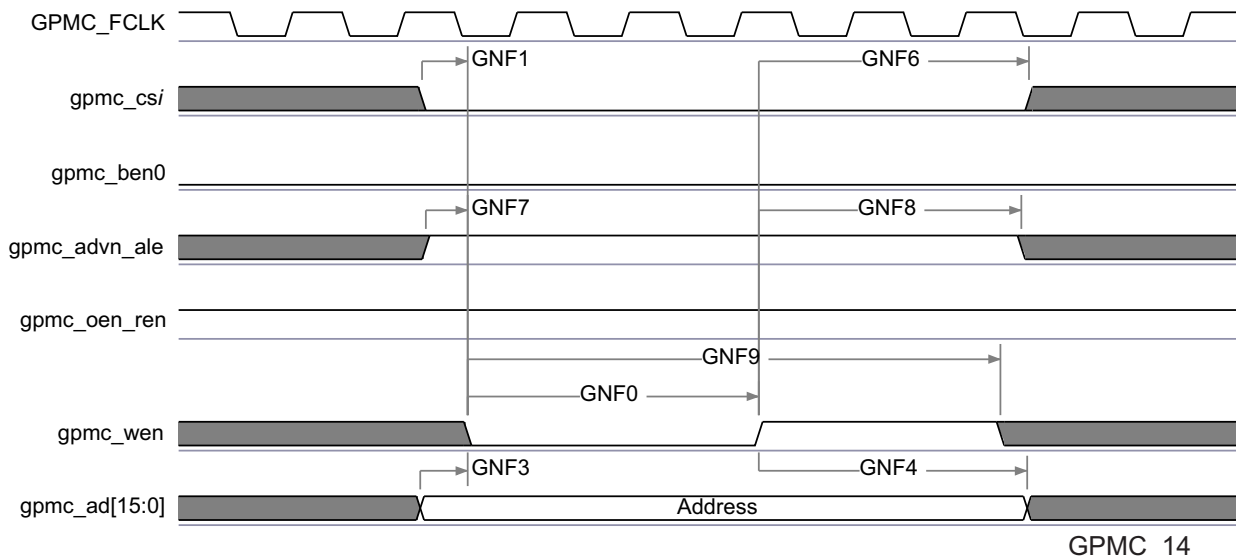 GPMC_FCLK
GNF1
GNF6
gpmc_csi
gpmc_ben0
GNF7
GNF8
gpmc_advn_ale
gpmc_oen_ren
GNF9
GNF0
gpmc_wen
GNF3
GNF4
gpmc_ad[15:0]
Address
GPMC_14